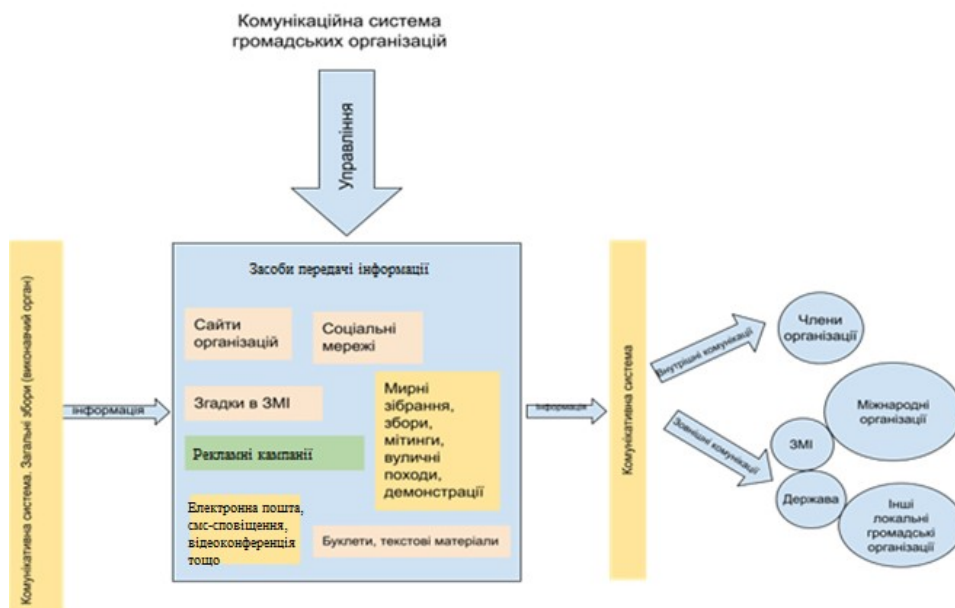 Комунікаційна система
громадських організацій
Управління
Комунікативна система. Загальні збори (виконавчий орган)
інформація
Засоби передачі інформації
Сайти
організацій
Соціальні
мережі
Згадки в ЗМІ
Мирні
зібрання,
збори,
мітинги,
вуличні
походи,
демонстрації
Рекламні кампанії
Електронна пошта,
смс-сповіщення,
відеоконференція
тощо
Буклети, текстові матеріали
інформація
Комунікативна система
Внутрішні комунікації
Зовнішні комунікації
Члени
організації
Міжнародні
організації
ЗМІ
Держава
Інші
локальні
громадські
організації